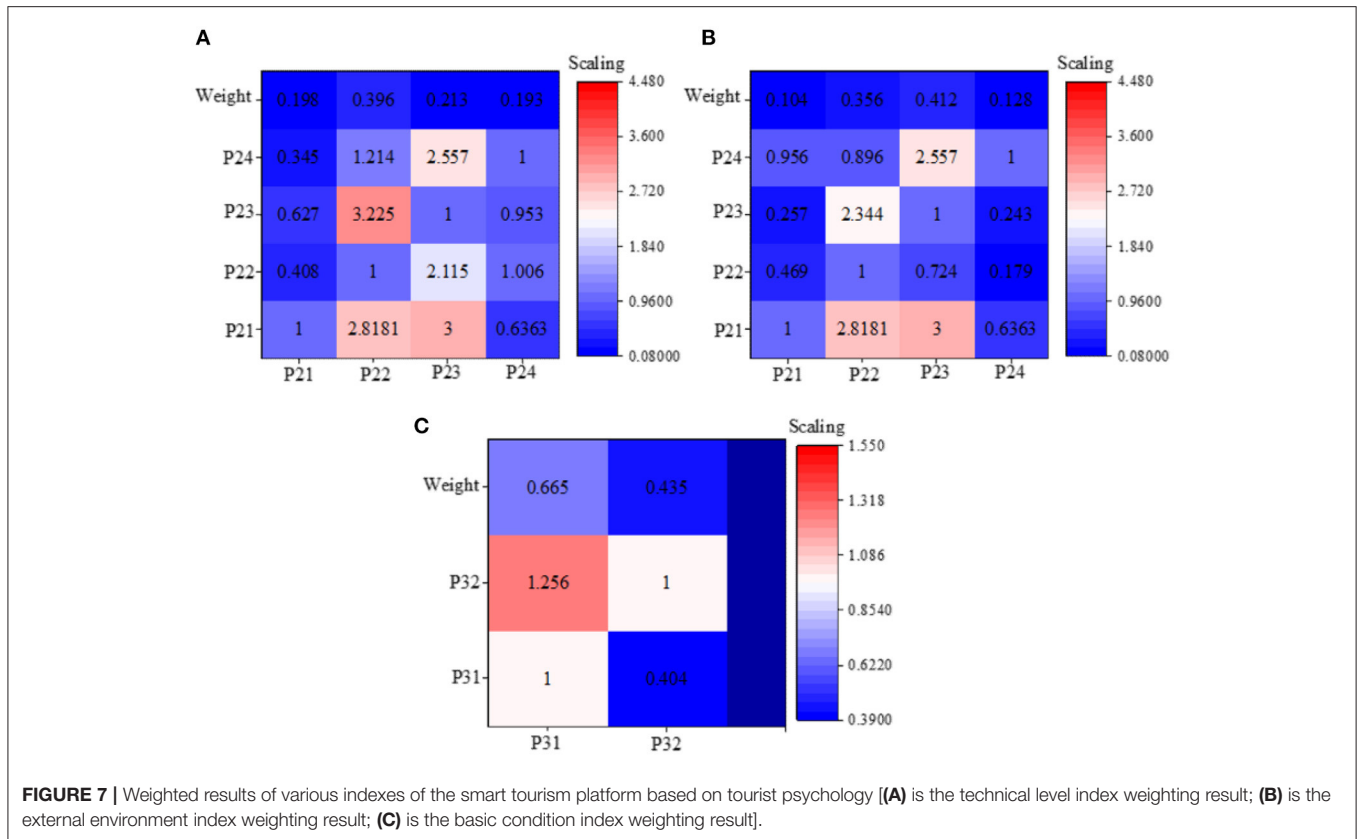 A
Scaling
Weight 0.198 0.396 0.213 0.193
P24 0.345 1.214 2.557 1
P23 0.627 3.225 1 0.953
P22 0.408 1 2.115 1.006
P21 1 2.8181 3 0.6363
P21 P22 P23 P24
4.480
3.600
2.720
1.840
0.9600
0.08000
B
Scaling
Weight 0.104 0.356 0.412 0.128
P24 0.956 0.896 2.557 1
P23 0.257 2.344 1 0.243
P22 0.469 1 0.724 0.179
P21 1 2.8181 3 0.6363
P21 P22 P23 P24
4.480
3.600
2.720
1.840
0.9600
0.08000
C
Scaling
Weight 0.665 0.435
P32 1.256 1
P31 1 0.404
P31 P32
1.550
1.318
1.086
0.8540
0.6220
0.3900
FIGURE 7 | Weighted results of various indexes of the smart tourism platform based on tourist psychology [(A) is the technical level index weighting result; (B) is the
external environment index weighting result; (C) is the basic condition index weighting result].